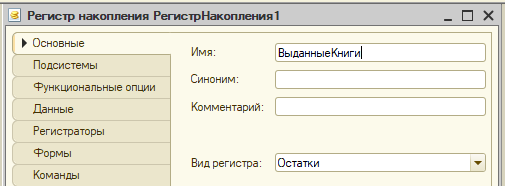 Регистр накопления РегистрНакопления1
Основные
Имя: ВыданныеКниги
Подсистемы
Синоним:
Функциональные опции
Данные
Комментарий:
Регистраторы
Формы
Вид регистра: Остатки
Команды